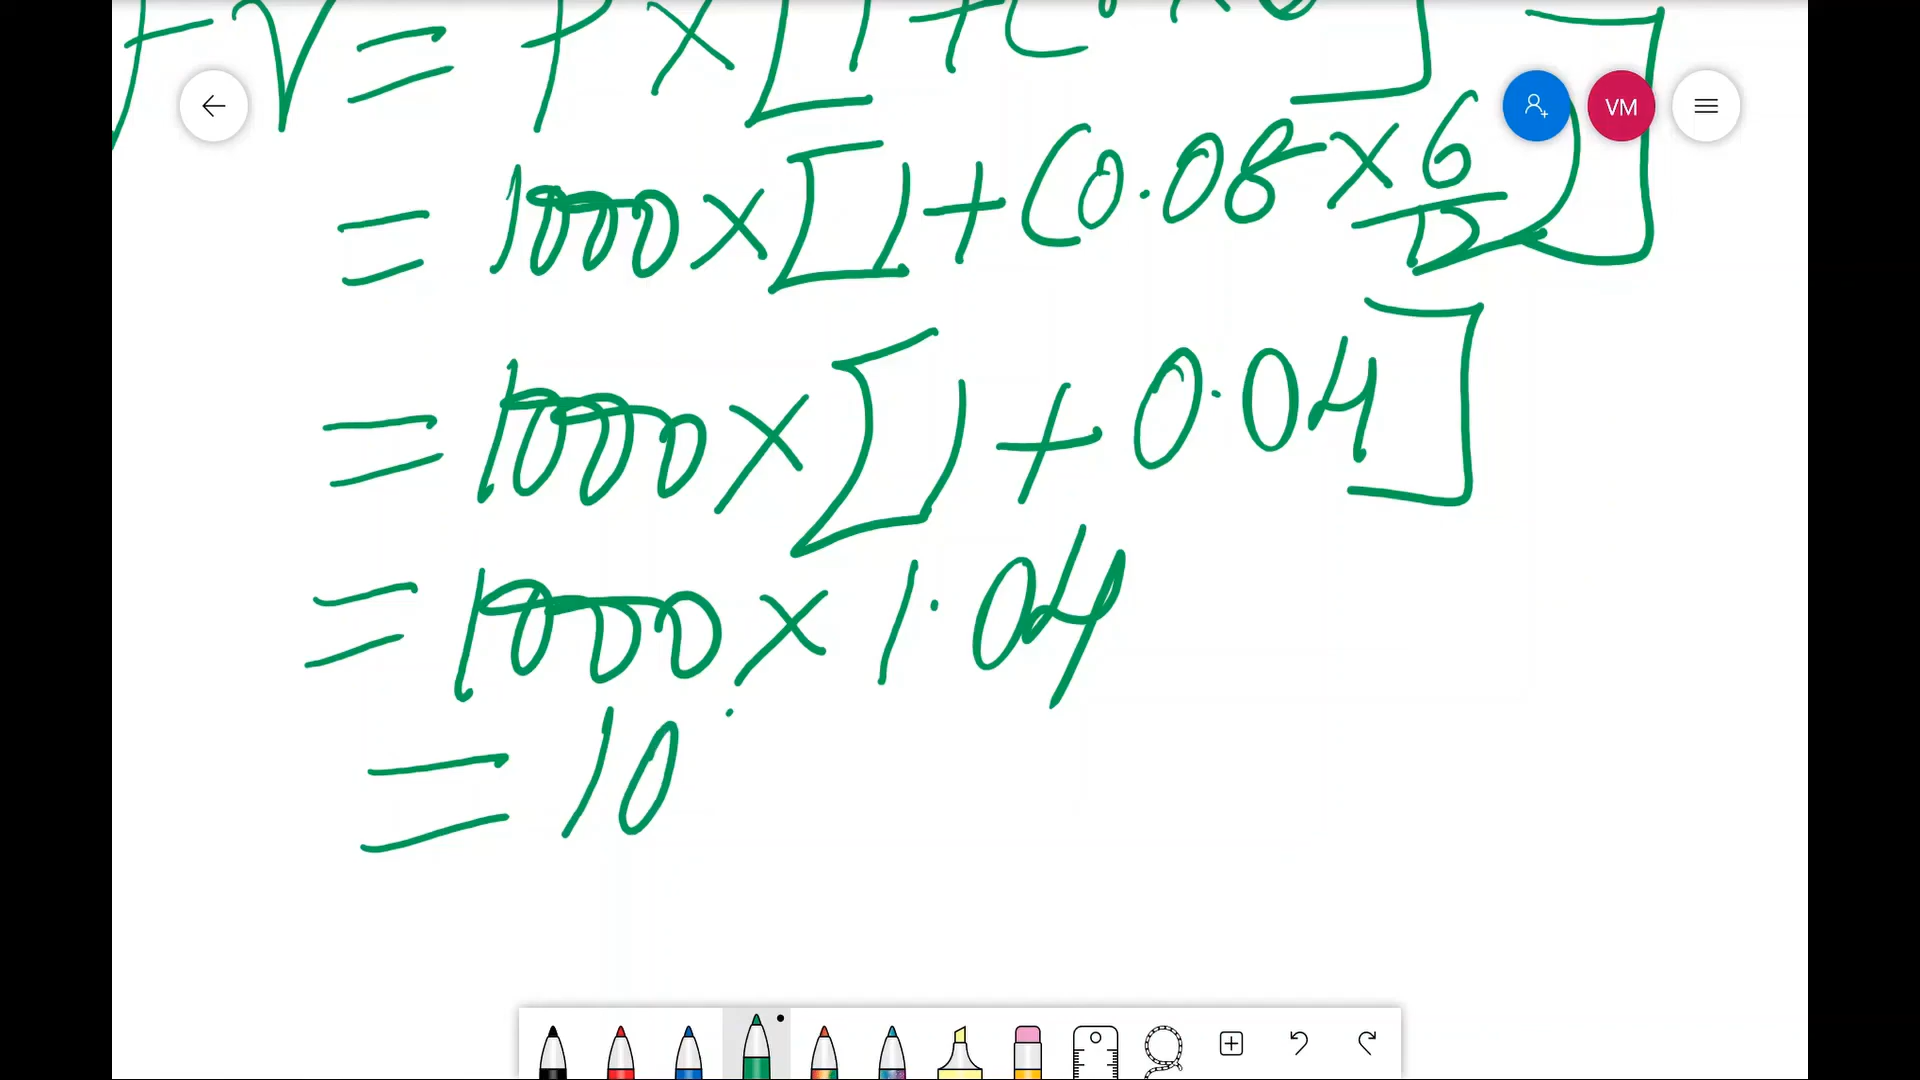 FV = P × [1 + (
VM
= 1000 × [1 + (0.08 × 6/12)]
= 1000 × [1 + 0.04]
= 1000 × 1.04
= 10